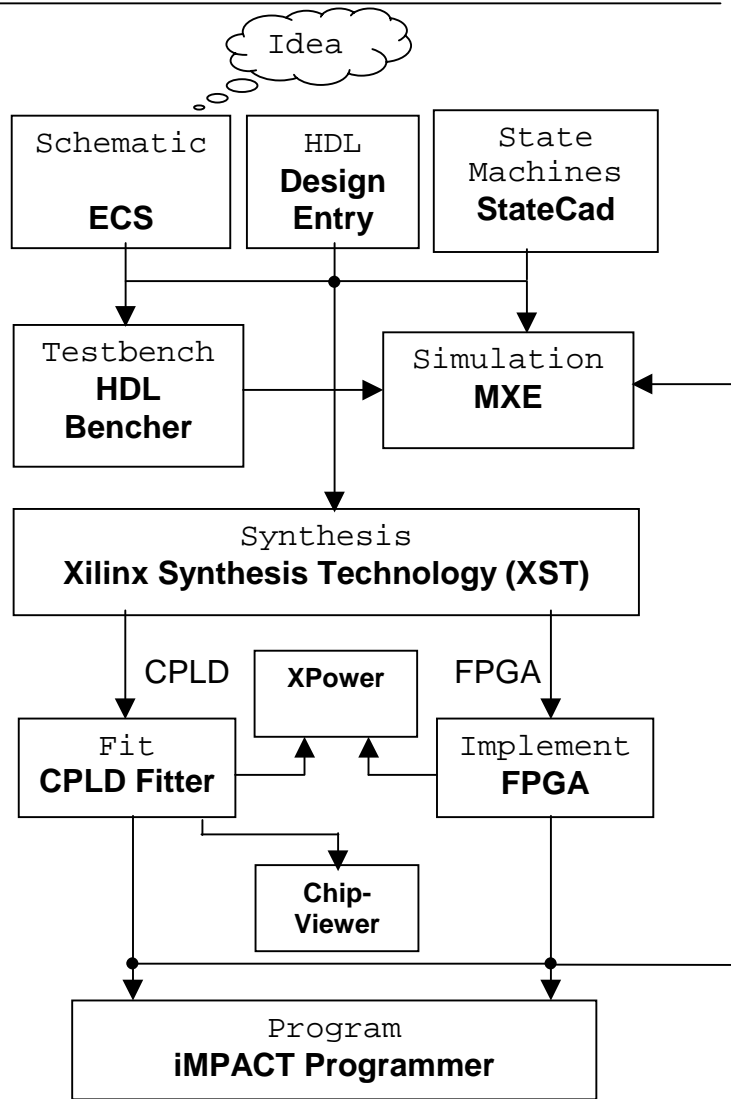 Idea
Schematic
ECS
HDL
Design
Entry
State
Machines
StateCad
Testbench
HDL
Bencher
Simulation
MXE
Synthesis
Xilinx Synthesis Technology (XST)
CPLD
XPower
FPGA
Fit
CPLD Fitter
Implement
FPGA
Chip-
Viewer
Program
iMPACT Programmer